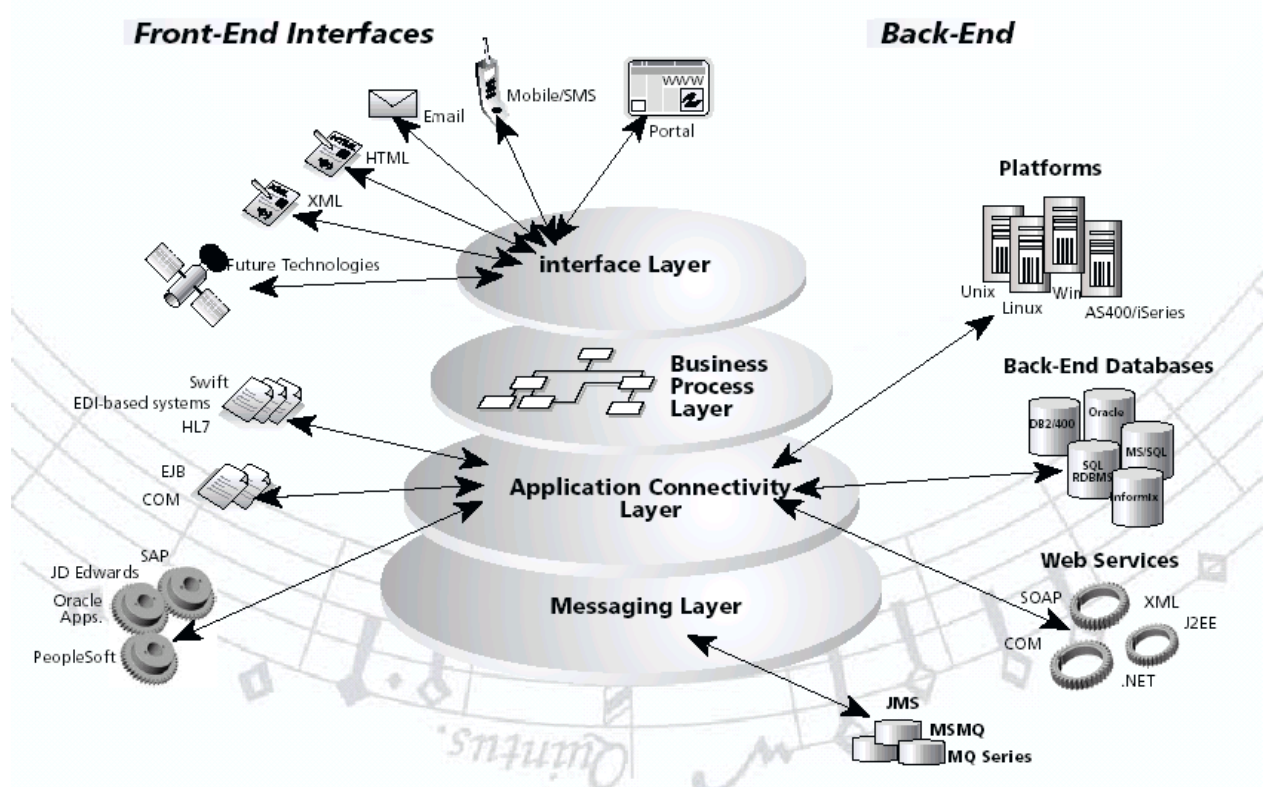 Front-End Interfaces
Back-End
Mobile/SMS
WWW
Email
Portal
HTML
HTML
XML
XML
Future Technologies
interface Layer
Platforms
Unix
Linux
Win
AS400/iSeries
Business
Process
Layer
Back-End Databases
DB2/400
Oracle
MS/SQL
SQL
RDBMS
Informix
Swift
EDI-based systems
HL7
EJB
COM
Application Connectivity
Layer
SAP
JD Edwards
Oracle
Apps.
PeopleSoft
Messaging Layer
Web Services
SOAP
XML
J2EE
COM
.NET
JMS
MSMQ
MQ Series
Quintus.